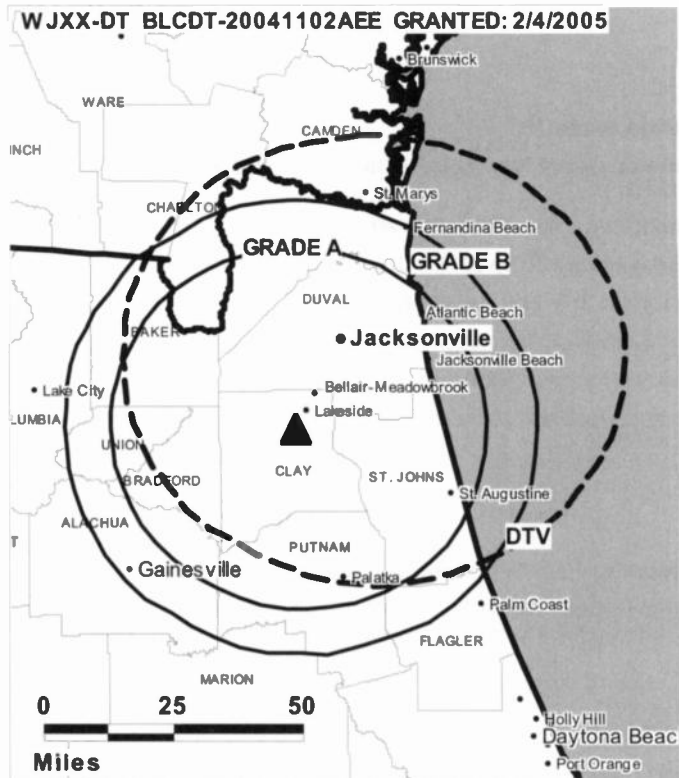 WJXX-DT BLCDT-20041102AEE GRANTED: 2/4/2005
Brunswick
WARE
CAMDEN
INCH
St. Marys
CHARLTON
Fernandina Beach
GRADE A
GRADE B
DUVAL
Atlantic Beach
BAKER
Jacksonville
Jacksonville Beach
Lake City
Bellair-Meadowbrook
Lakeside
LUMBIA
UNION
CLAY
ST. JOHNS
BRADFORD
St. Augustine
ALACHUA
DTV
T
PUTNAM
Gainesville
Palatka
Palm Coast
FLAGLER
MARION
0 25 50
Holly Hill
Daytona Beac
Miles
Port Orange